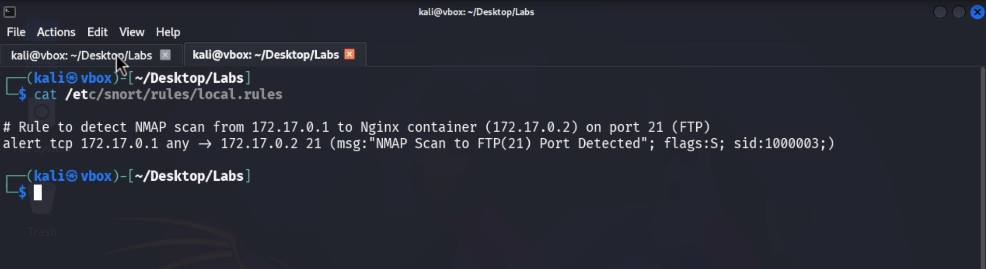 kali@vbox: ~/Desktop/Labs
File Actions Edit View Help
kali@vbox: ~/Desktop/Labs kali@vbox: ~/Desktop/Labs
┌──(kali㉿vbox)-[~/Desktop/Labs]
└─$ cat /etc/snort/rules/local.rules
# Rule to detect NMAP scan from 172.17.0.1 to Nginx container (172.17.0.2) on port 21 (FTP)
alert tcp 172.17.0.1 any -> 172.17.0.2 21 (msg:"NMAP Scan to FTP(21) Port Detected"; flags:S; sid:1000003;)
┌──(kali㉿vbox)-[~/Desktop/Labs]
└─$
Trash